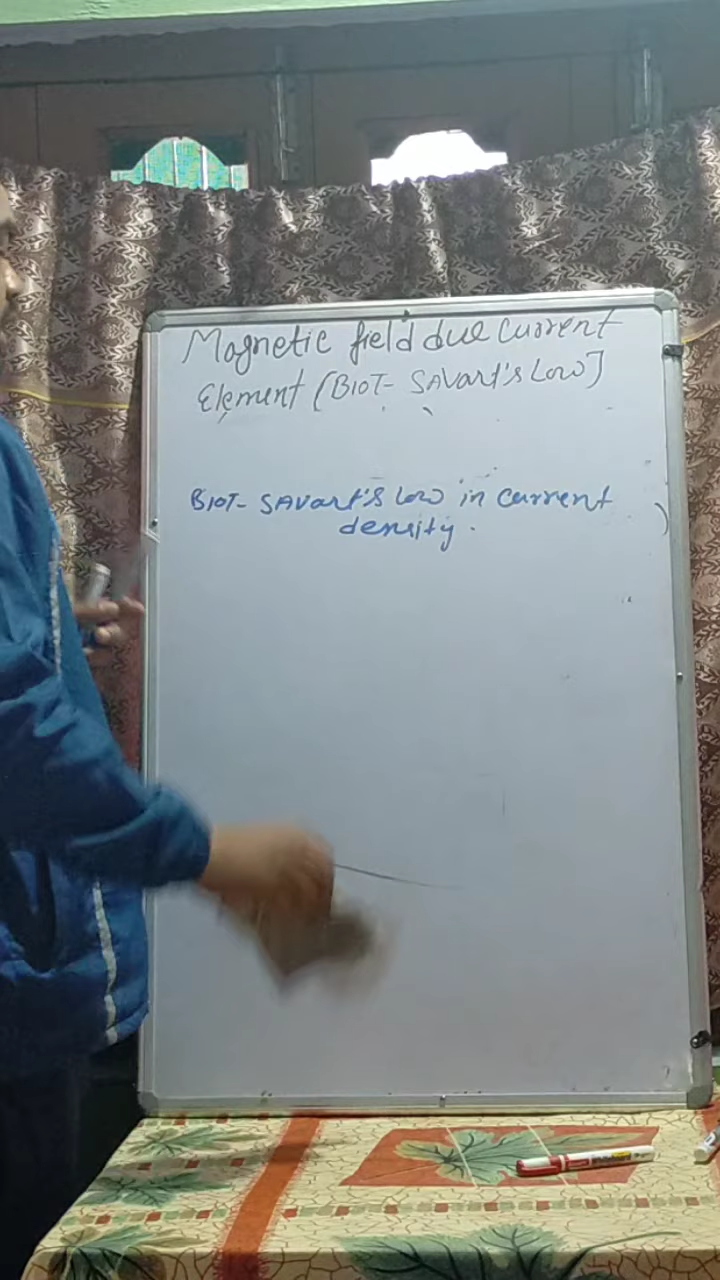 Magnetic field due Current
Element (BIOT- SAVart's Low]
BIOT- SAVart's Low in current
density.